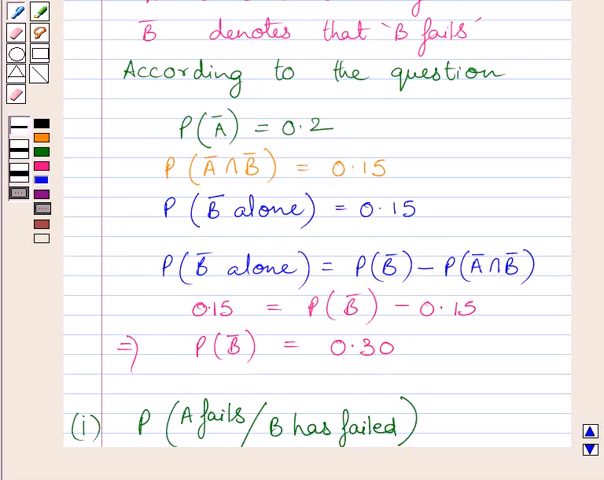 B̅ denotes that 'B fails'
According to the question
P(A̅) = 0.2
P(A̅ ∩ B̅) = 0.15
P(B̅ alone) = 0.15
P(B̅ alone) = P(B̅) − P(A̅ ∩ B̅)
0.15 = P(B̅) − 0.15
⇒ P(B̅) = 0.30
(i) P(A fails/B has failed)